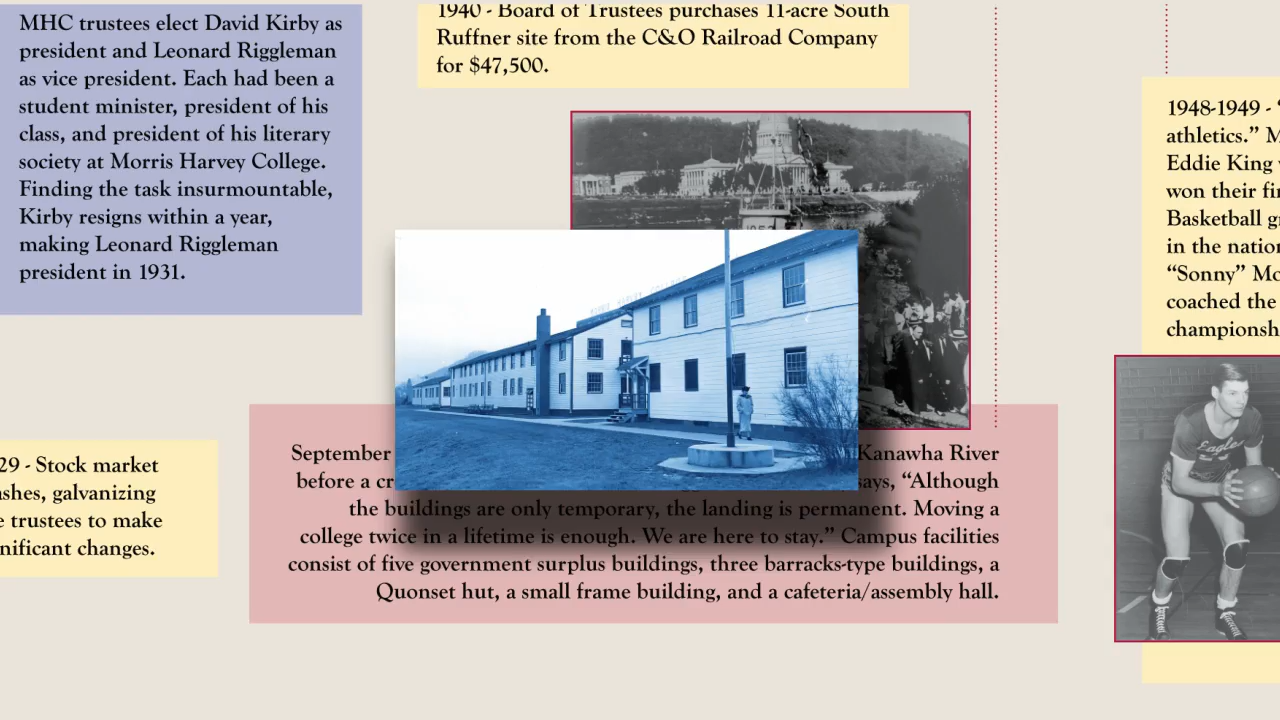 MHC trustees elect David Kirby as
president and Leonard Riggleman
as vice president. Each had been a
student minister, president of his
class, and president of his literary
society at Morris Harvey College.
Finding the task insurmountable,
Kirby resigns within a year,
making Leonard Riggleman
president in 1931.
1940 - Board of Trustees purchases 11-acre South
Ruffner site from the C&O Railroad Company
for $47,500.
29 - Stock market
ashes, galvanizing
e trustees to make
nificant changes.
September
Kanawha River
before a cr
says, “Although
the buildings are only temporary, the landing is permanent. Moving a
college twice in a lifetime is enough. We are here to stay.” Campus facilities
consist of five government surplus buildings, three barracks-type buildings, a
Quonset hut, a small frame building, and a cafeteria/assembly hall.
1948-1949 - “
athletics.” M
Eddie King
won their fi
Basketball g
in the nation
“Sonny” Mo
coached the
championsh
Eagles